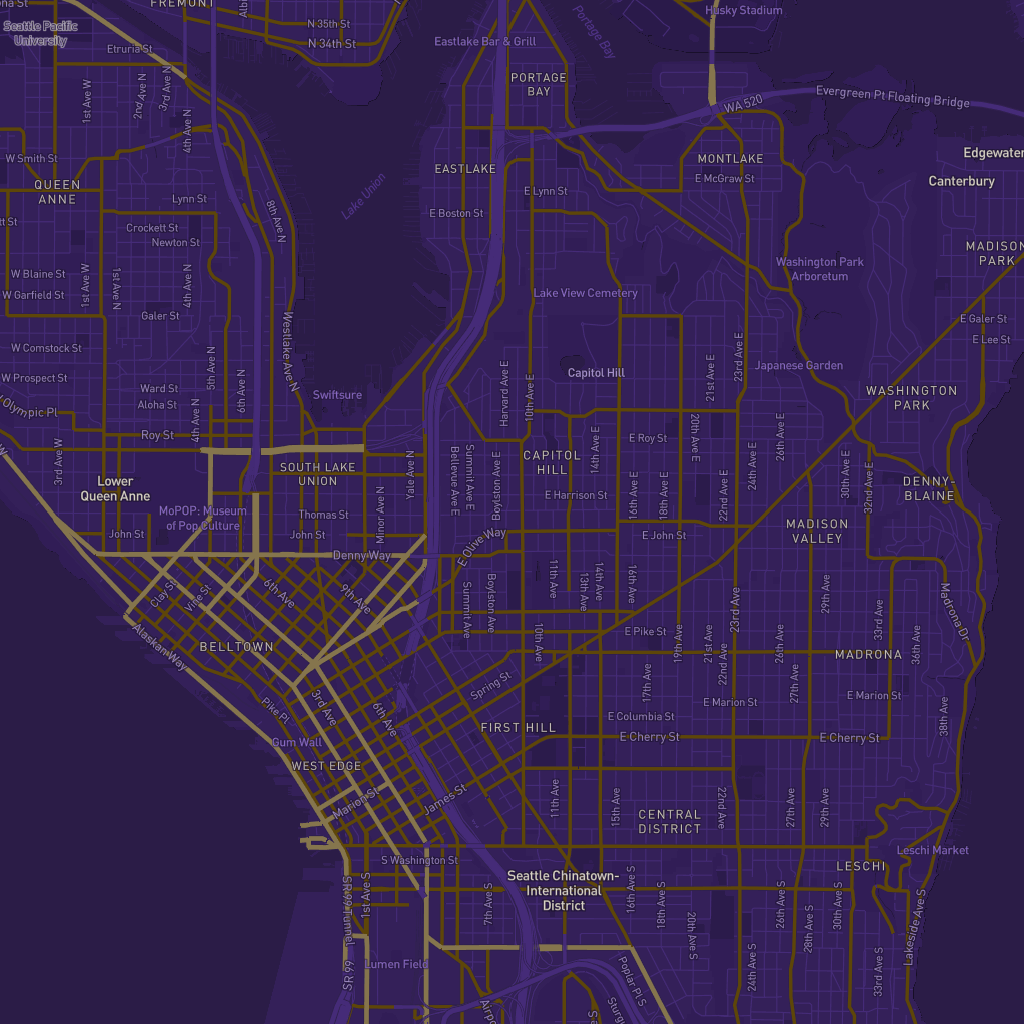 FREMONT
N 35th St
N 34th St
Husky Stadium
Portage Bay
Seattle Pacific
University
Etruria St
Eastlake Bar & Grill
PORTAGE
BAY
1st Ave W
2nd Ave N
3rd Ave N
4th Ave N
WA 520
Evergreen Pt Floating Bridge
W Smith St
EASTLAKE
MONTLAKE
E McGraw St
Edgewater
Canterbury
QUEEN
ANNE
Lynn St
E Lynn St
Lake Union
8th Ave N
E Boston St
Crockett St
Newton St
MADISON
PARK
Washington Park
Arboretum
W Blaine St
W Garfield St
1st Ave W
1st Ave N
4th Ave N
Lake View Cemetery
Galer St
E Galer St
E Lee St
Westlake Ave N
W Comstock St
W Prospect St
5th Ave N
6th Ave N
Ward St
Aloha St
4th Ave N
Swiftsure
Harvard Ave E
10th Ave E
Capitol Hill
21st Ave E
23rd Ave E
Japanese Garden
WASHINGTON
PARK
Olympic Pl
Roy St
3rd Ave W
Lower
Queen Anne
SOUTH LAKE
UNION
Yale Ave N
Minor Ave N
Bellevue Ave E
Summit Ave E
Boylston Ave E
CAPITOL
HILL
14th Ave E
E Roy St
20th Ave E
26th Ave E
24th Ave E
22nd Ave E
30th Ave E
32nd Ave E
DENNY-
BLAINE
E Harrison St
16th Ave E
18th Ave E
MoPOP: Museum
of Pop Culture
Thomas St
John St
John St
Denny Way
E Olive Way
E John St
MADISON
VALLEY
Clay St
Vine St
6th Ave
9th Ave
Summit Ave
Boylston Ave
11th Ave
13th Ave
14th Ave
16th Ave
23rd Ave
29th Ave
33rd Ave
36th Ave
Madrona Dr
BELLTOWN
Alaskan Way
10th Ave
E Pike St
19th Ave
21st Ave
22nd Ave
26th Ave
27th Ave
MADRONA
Spring St
17th Ave
E Marion St
E Marion St
3rd Ave
6th Ave
Pike Pl
38th Ave
Gum Wall
FIRST HILL
E Columbia St
E Cherry St
E Cherry St
WEST EDGE
Marion St
James St
11th Ave
15th Ave
22nd Ave
27th Ave
29th Ave
CENTRAL
DISTRICT
Leschi Market
LESCHI
S Washington St
SR 99 Tunnel
1st Ave S
7th Ave S
Seattle Chinatown-
International
District
16th Ave S
18th Ave S
20th Ave S
26th Ave S
28th Ave S
30th Ave S
Lakeside Ave S
24th Ave S
33rd Ave S
Lumen Field
SR 99
Poplar Pl S